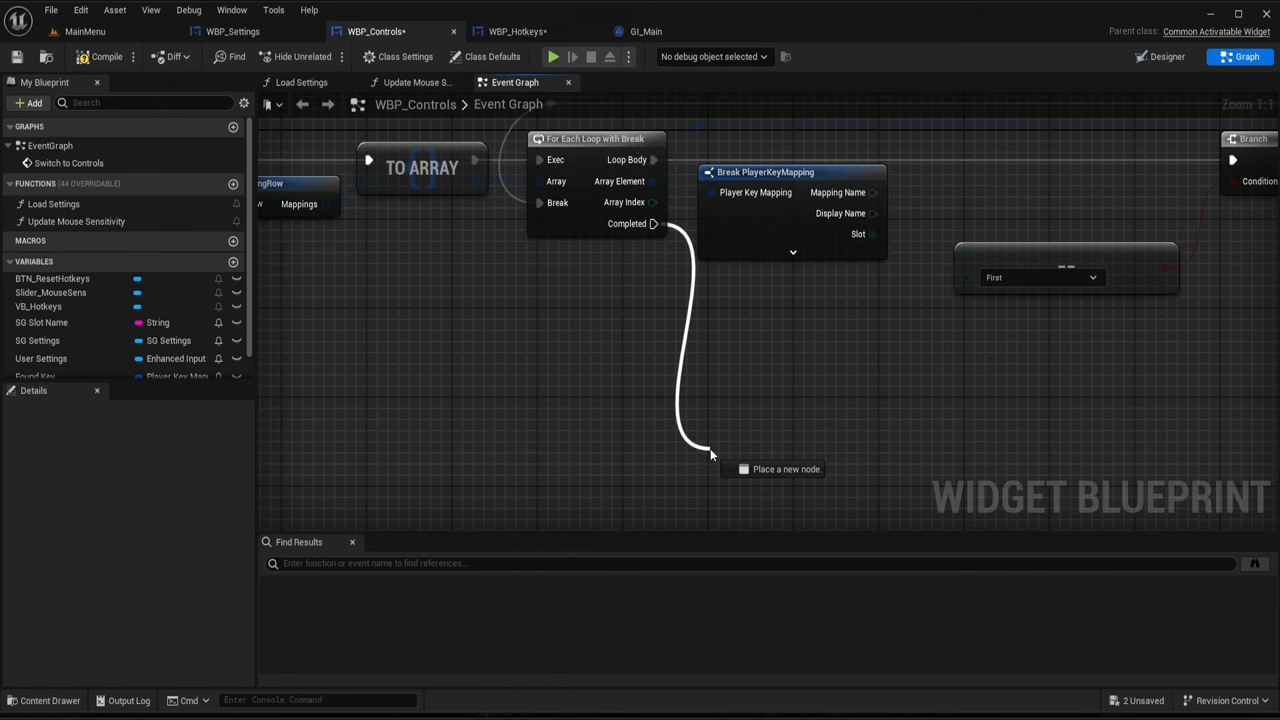 File Edit Asset View Debug Window Tools Help
MainMenu WBP_Settings WBP_Controls* WBP_Hotkeys* GI_Main
Parent class: Common Activatable Widget
Compile Diff Find Hide Unrelated Class Settings Class Defaults No debug object selected Designer Graph
My Blueprint Load Settings Update Mouse S... Event Graph
Add Search WBP_Controls > Event Graph Zoom 1:1
GRAPHS
EventGraph
Switch to Controls
FUNCTIONS (44 OVERRIDABLE)
Load Settings
Update Mouse Sensitivity
MACROS
VARIABLES
BTN_ResetHotkeys
Slider_MouseSens
VB_Hotkeys
SG Slot Name String
SG Settings SG Settings
User Settings Enhanced Input
Found Key Player Key Map
Details
ngRow
Mappings
TO ARRAY
For Each Loop with Break
Exec Loop Body
Array Array Element
Break Array Index
Completed
Break PlayerKeyMapping
Player Key Mapping Mapping Name
Display Name
Slot
==
First
Branch
Condition
Place a new node.
WIDGET BLUEPRINT
Find Results
Enter function or event name to find references...
Content Drawer Output Log Cmd Enter Console Command 2 Unsaved Revision Control